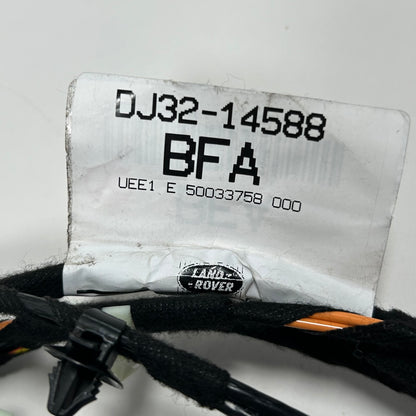 DJ32-14588
BFA
UEE1 E 50033758 000
LAND
ROVER